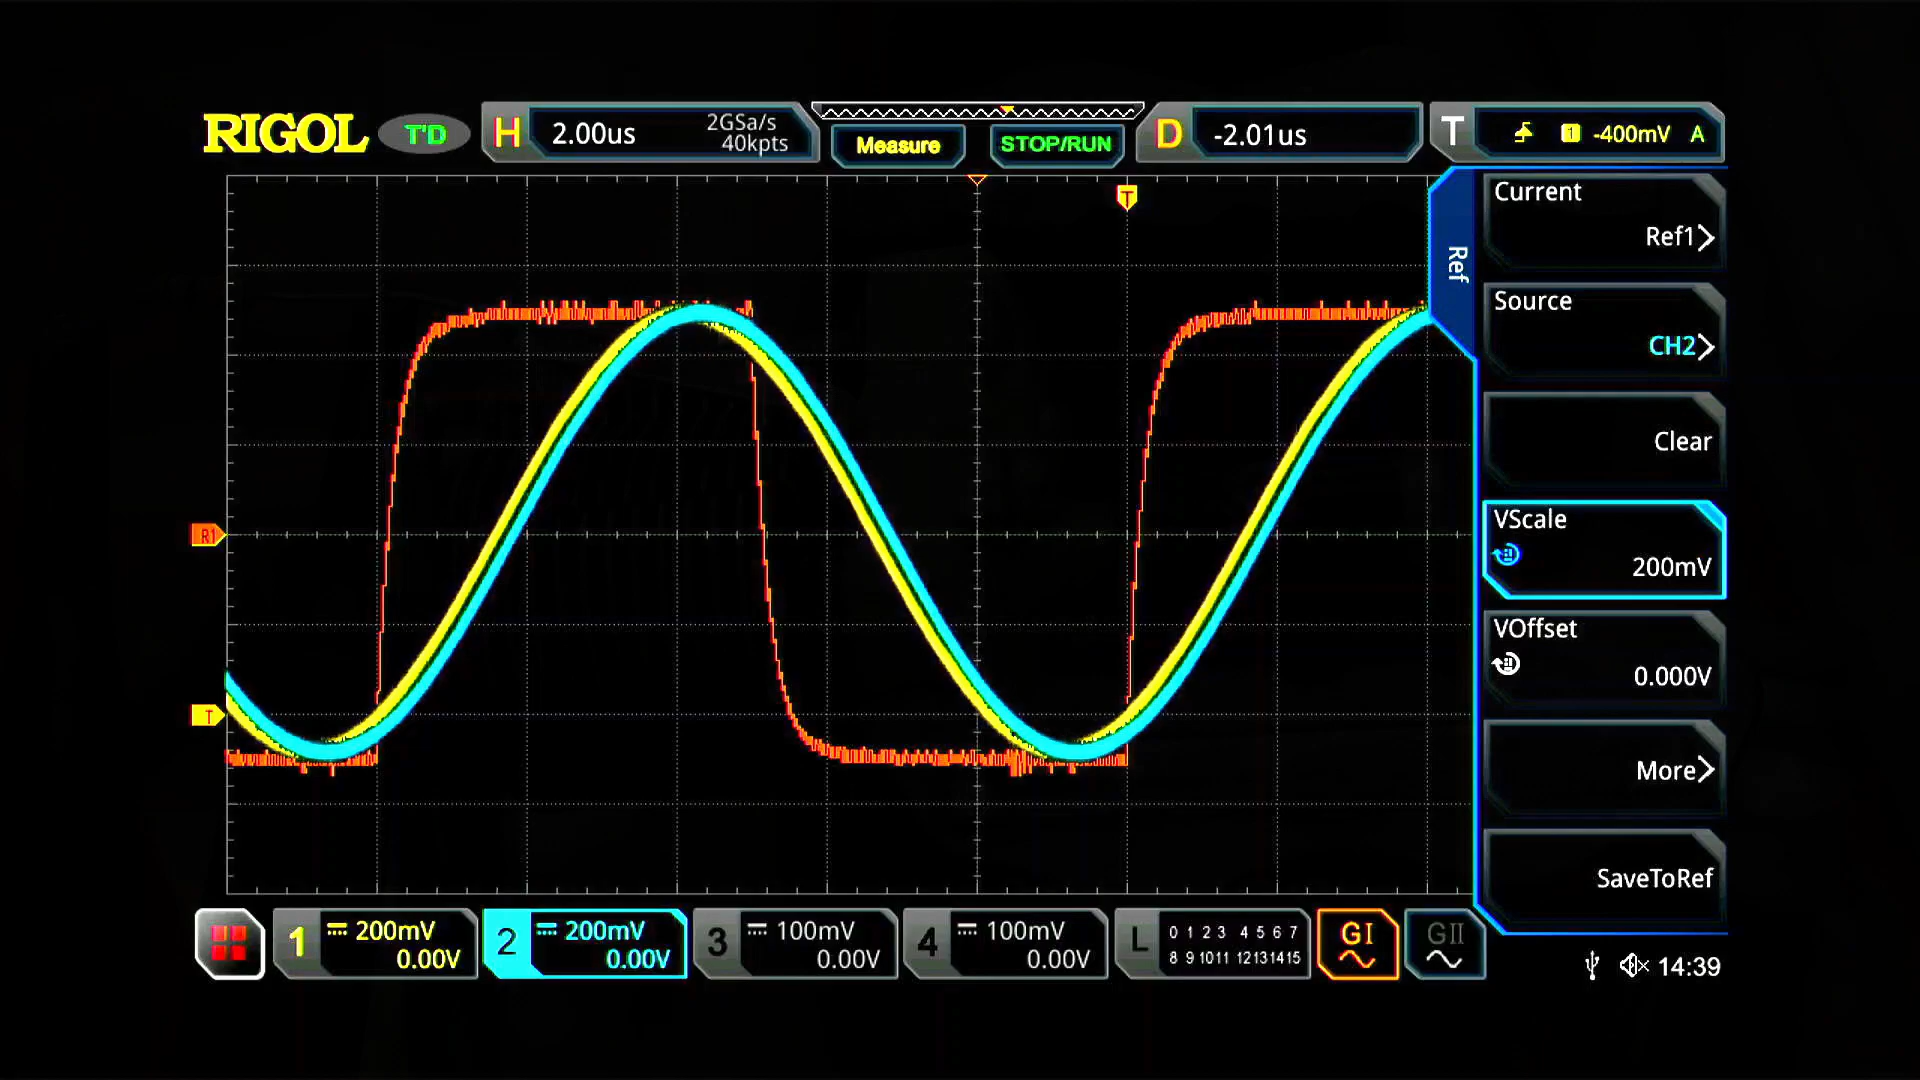 RIGOL T'D H 2.00us 2GSa/s 40kpts Measure STOP/RUN D -2.01us T 1 -400mV A
T
Current
Ref1>
Ref
Source
CH2>
Clear
VScale
200mV
R1
VOffset
0.000V
T
More>
SaveToRef
1 200mV 0.00V
2 200mV 0.00V
3 100mV 0.00V
4 100mV 0.00V
L 0 1 2 3 4 5 6 7
8 9 10 11 12 13 14 15
GI
GII
14:39